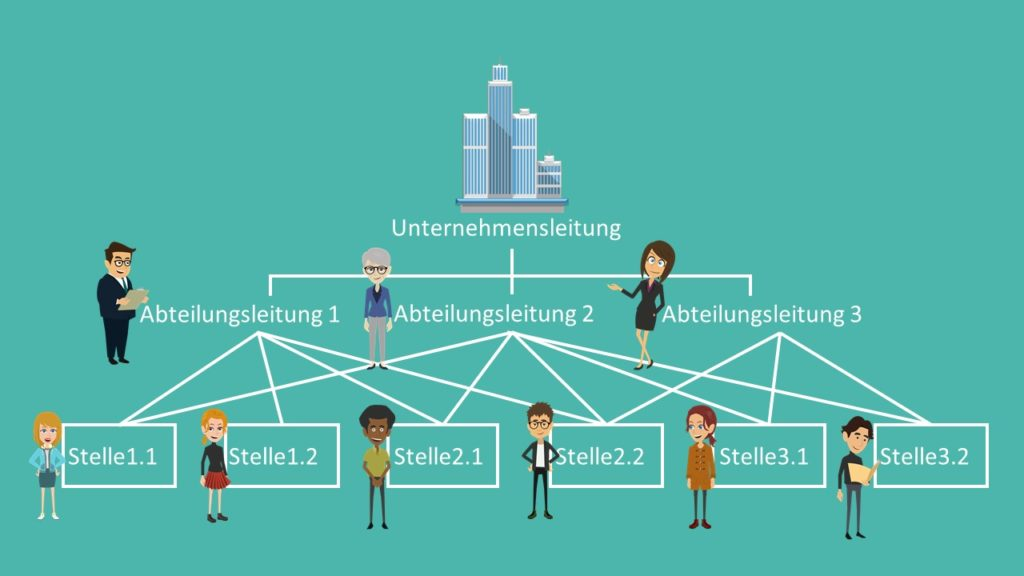 Unternehmensleitung
Abteilungsleitung 1
Abteilungsleitung 2
Abteilungsleitung 3
Stelle1.1
Stelle1.2
Stelle2.1
Stelle2.2
Stelle3.1
Stelle3.2